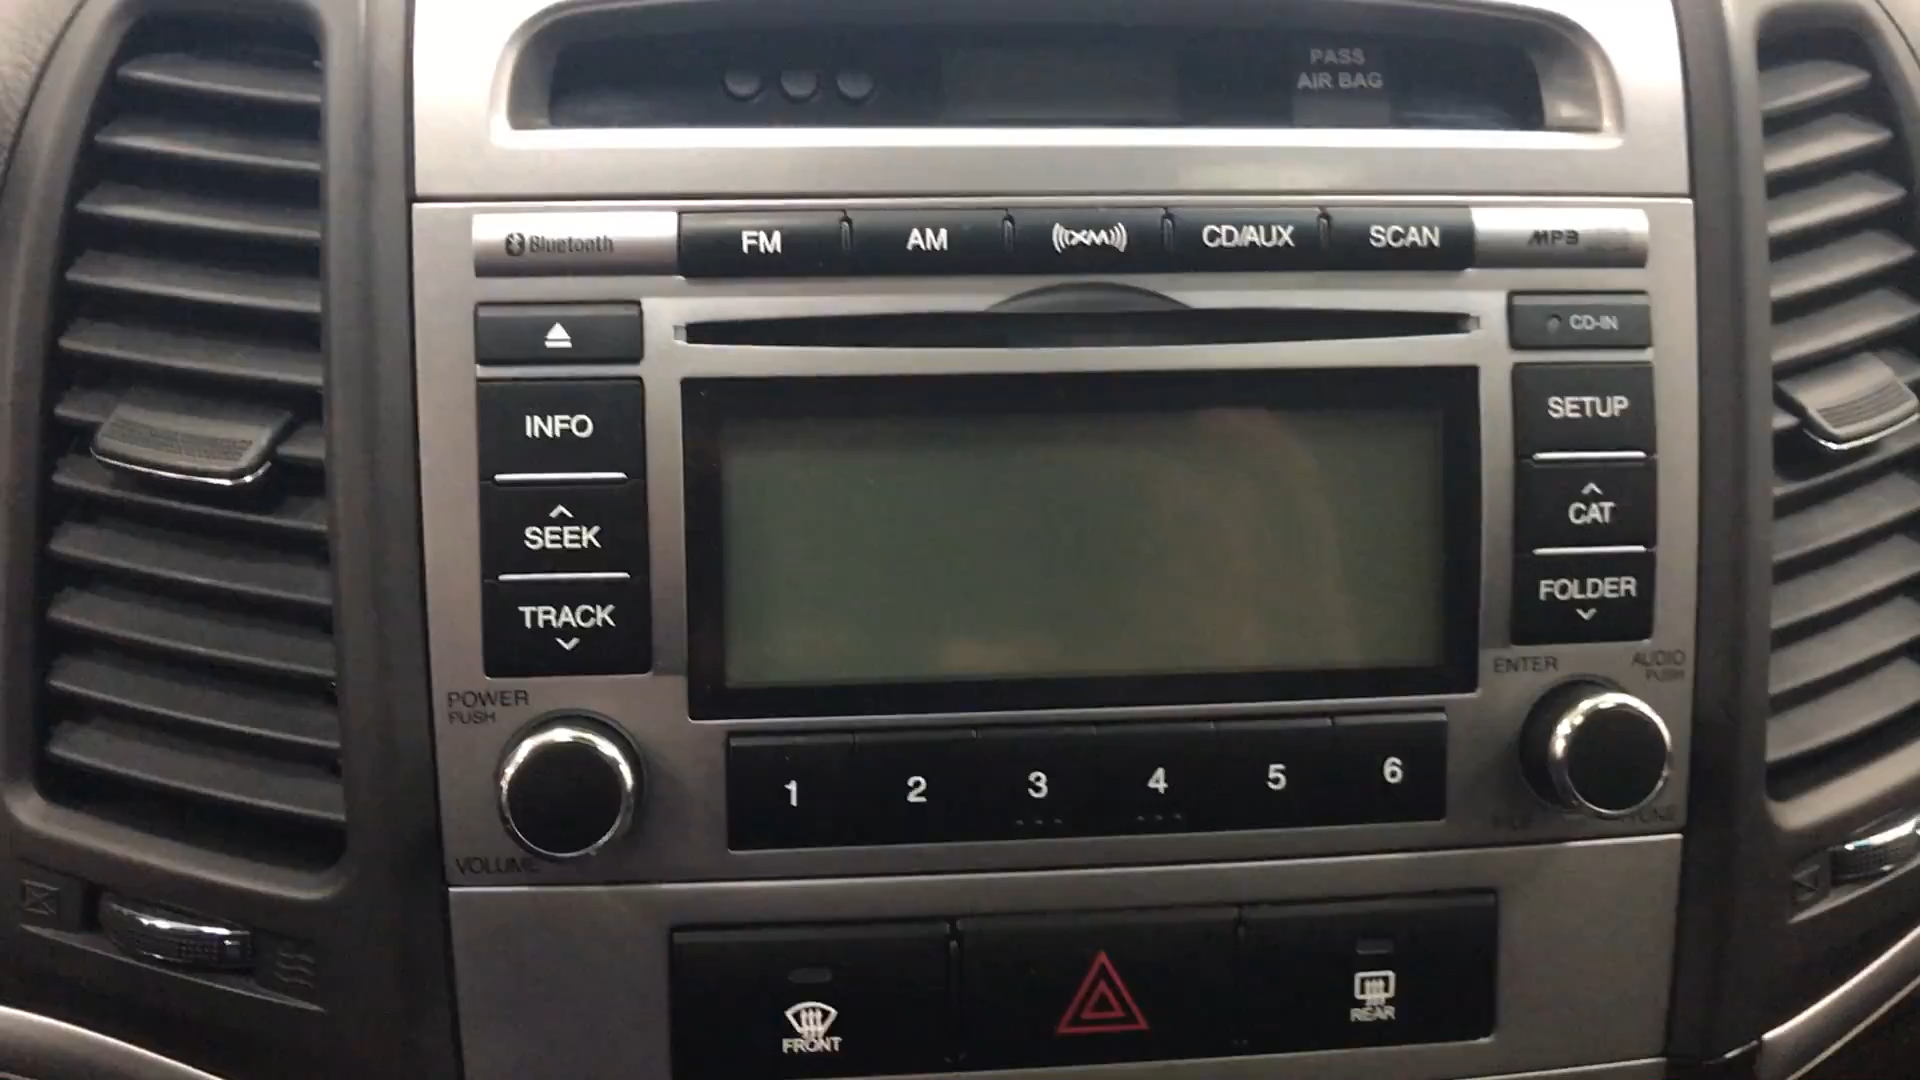 PASS
AIR BAG
Bluetooth
FM
AM
((XM))
CD/AUX
SCAN
MP3
CD-IN
INFO
SETUP
SEEK
CAT
TRACK
FOLDER
POWER
PUSH
ENTER
AUDIO
PUSH
1
2
3
4
5
6
VOLUME
TUNE
FRONT
REAR